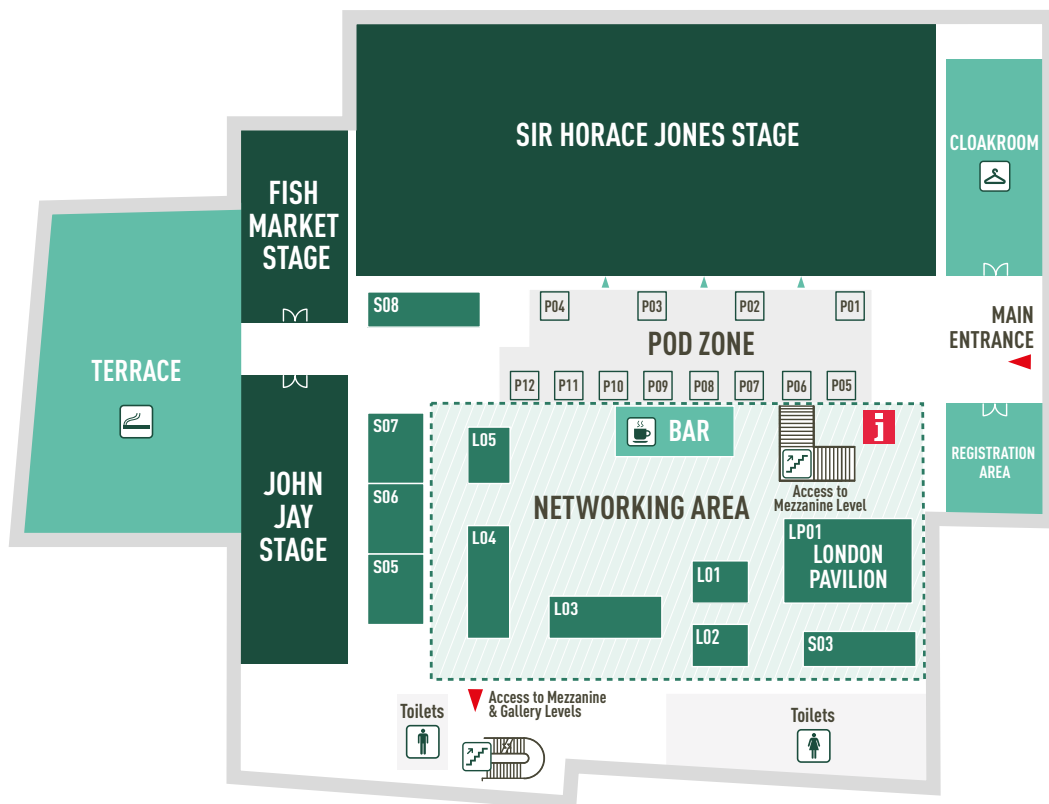 SIR HORACE JONES STAGE
CLOAKROOM
FISH
MARKET
STAGE
TERRACE
S08
P04
P03
P02
P01
POD ZONE
MAIN
ENTRANCE
P12
P11
P10
P09
P08
P07
P06
P05
BAR
i
REGISTRATION
AREA
S07
S06
S05
JOHN
JAY
STAGE
L05
NETWORKING AREA
Access to
Mezzanine Level
L04
LP01
LONDON
PAVILION
L01
L03
L02
S03
Access to Mezzanine
& Gallery Levels
Toilets
Toilets